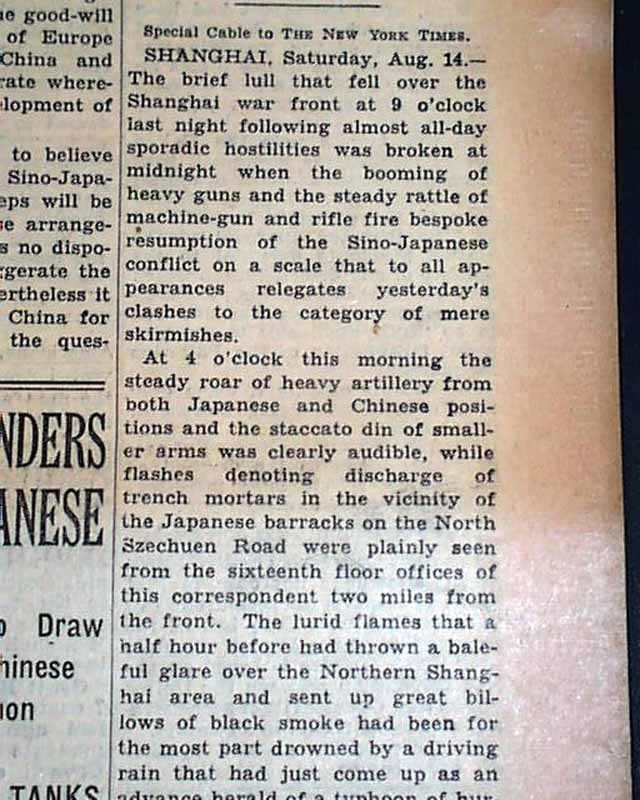 e good-will
of Europe
China and
rate where-
lopment of
to believe
Sino-Japa-
eps will be
se arrange-
s no dispo-
ggerate the
ertheless it
China for
the ques-
NDERS
ANESE
o Draw
hinese
ion
TANKS
Special Cable to THE NEW YORK TIMES.
SHANGHAI, Saturday, Aug. 14.—
The brief lull that fell over the
Shanghai war front at 9 o'clock
last night following almost all-day
sporadic hostilities was broken at
midnight when the booming of
heavy guns and the steady rattle of
machine-gun and rifle fire bespoke
resumption of the Sino-Japanese
conflict on a scale that to all ap-
pearances relegates yesterday's
clashes to the category of mere
skirmishes.
At 4 o'clock this morning the
steady roar of heavy artillery from
both Japanese and Chinese posi-
tions and the staccato din of small-
er arms was clearly audible, while
flashes denoting discharge of
trench mortars in the vicinity of
the Japanese barracks on the North
Szechuen Road were plainly seen
from the sixteenth floor offices of
this correspondent two miles from
the front. The lurid flames that a
half hour before had thrown a bale-
ful glare over the Northern Shang-
hai area and sent up great bil-
lows of black smoke had been for
the most part drowned by a driving
rain that had just come up as an
advance herald of a typhoon of hur-